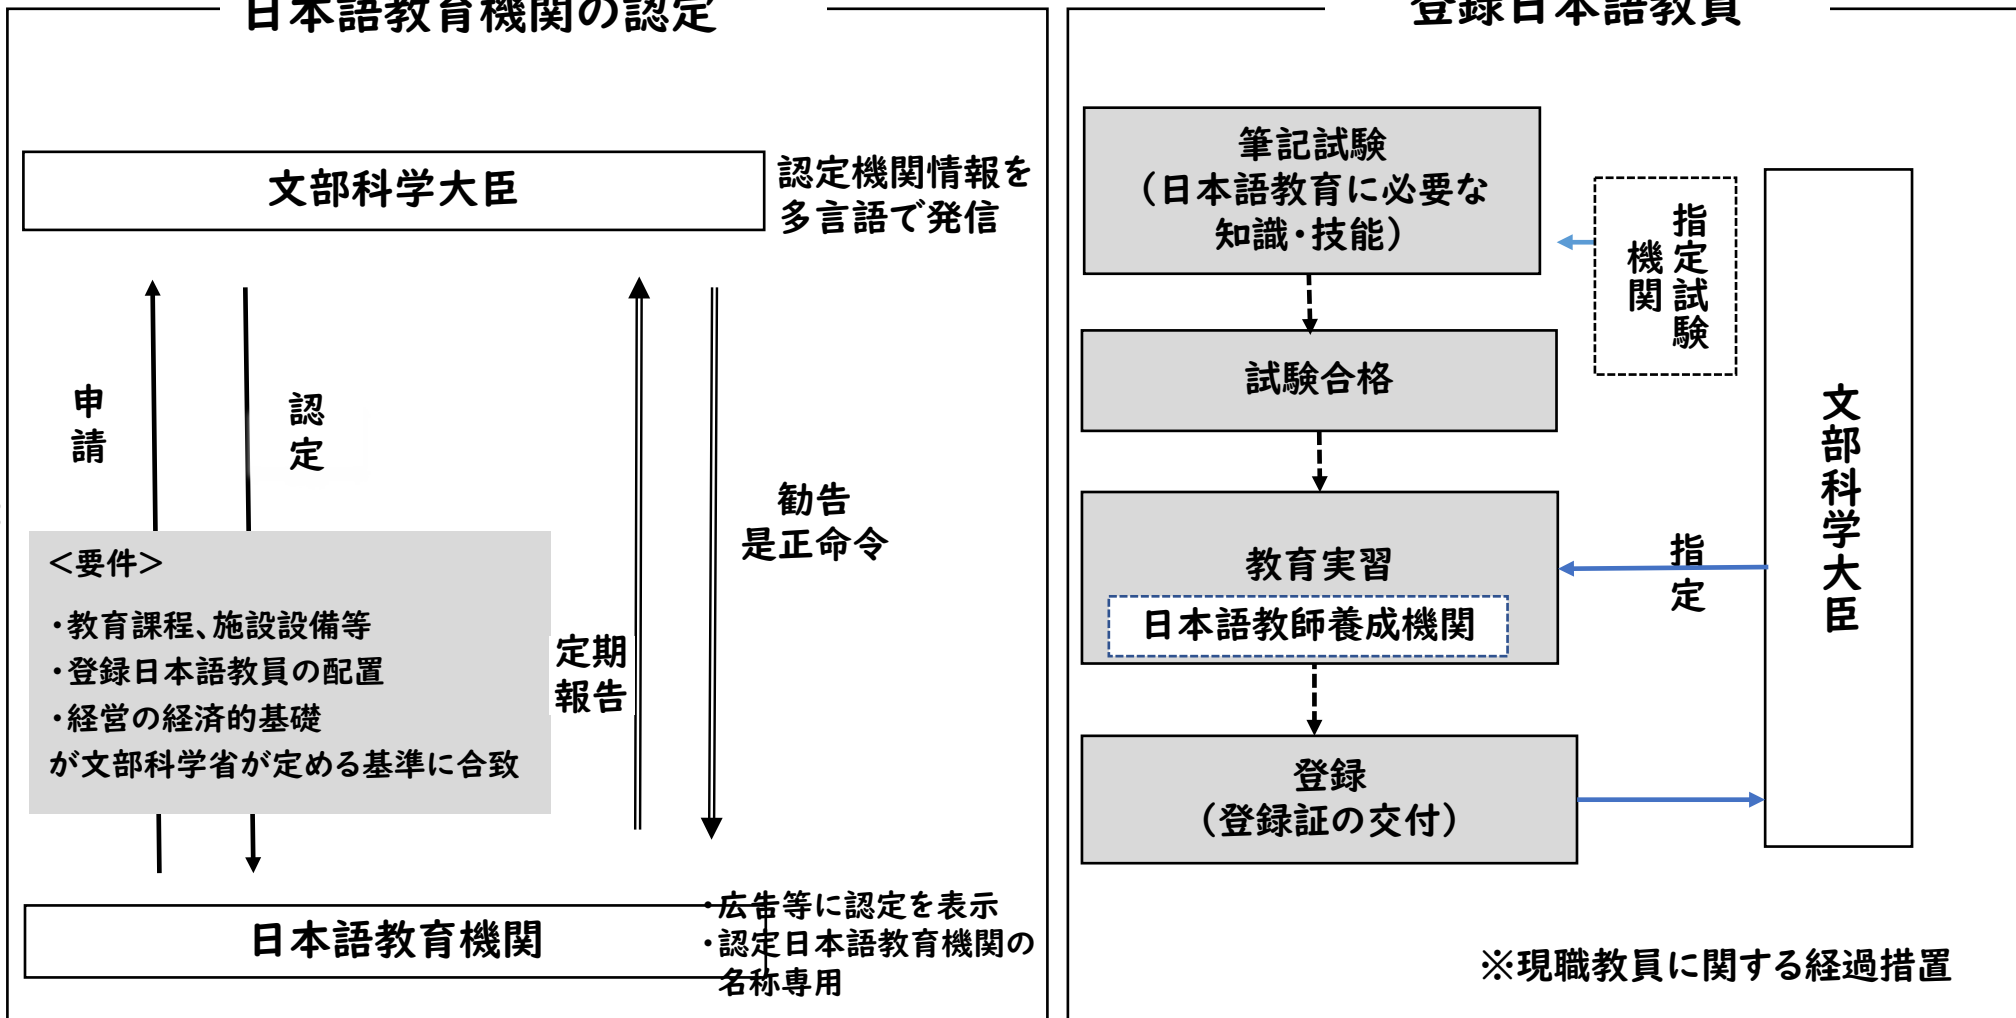 日本語教育機関の認定
文部科学大臣
認定機関情報を
多言語で発信
申請
認定
勧告
是正命令
<要件>
・教育課程、施設設備等
・登録日本語教員の配置
・経営の経済的基礎
が文部科学省が定める基準に合致
定期
報告
日本語教育機関
・広告等に認定を表示
・認定日本語教育機関の
名称専用
登録日本語教員
筆記試験
(日本語教育に必要な
知識・技能)
指定試験
機関
試験合格
教育実習
日本語教師養成機関
指定
文部科学大臣
登録
(登録証の交付)
※現職教員に関する経過措置